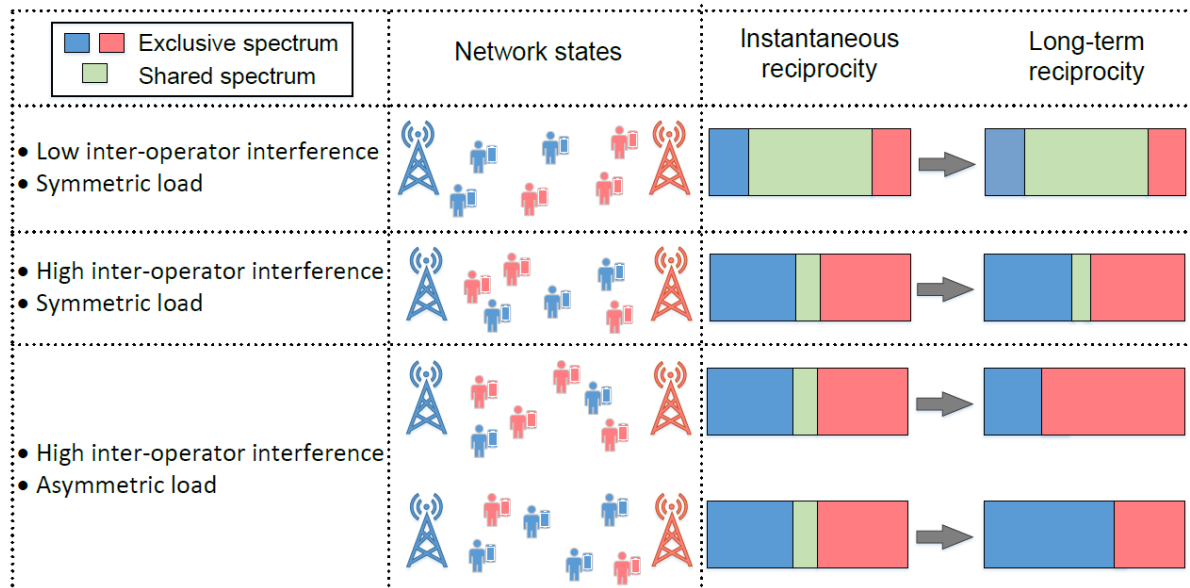 Exclusive spectrum
Shared spectrum
Network states
Instantaneous
reciprocity
Long-term
reciprocity
• Low inter-operator interference
• Symmetric load
• High inter-operator interference
• Symmetric load
• High inter-operator interference
• Asymmetric load